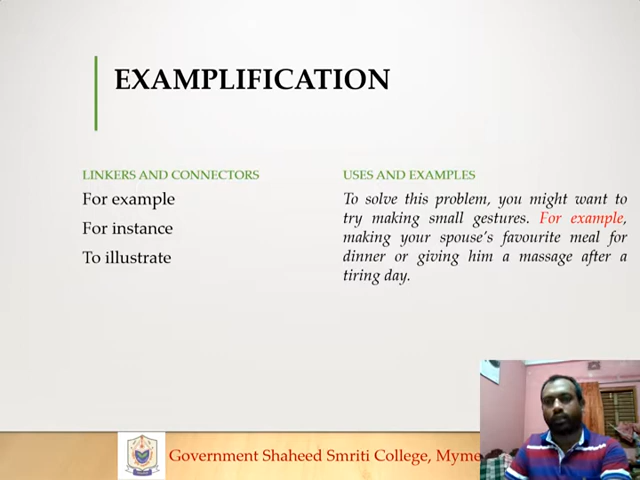 EXAMPLIFICATION
LINKERS AND CONNECTORS
For example
For instance
To illustrate
USES AND EXAMPLES
To solve this problem, you might want to
try making small gestures. For example,
making your spouse's favourite meal for
dinner or giving him a massage after a
tiring day.
Government Shaheed Smriti College, Myme